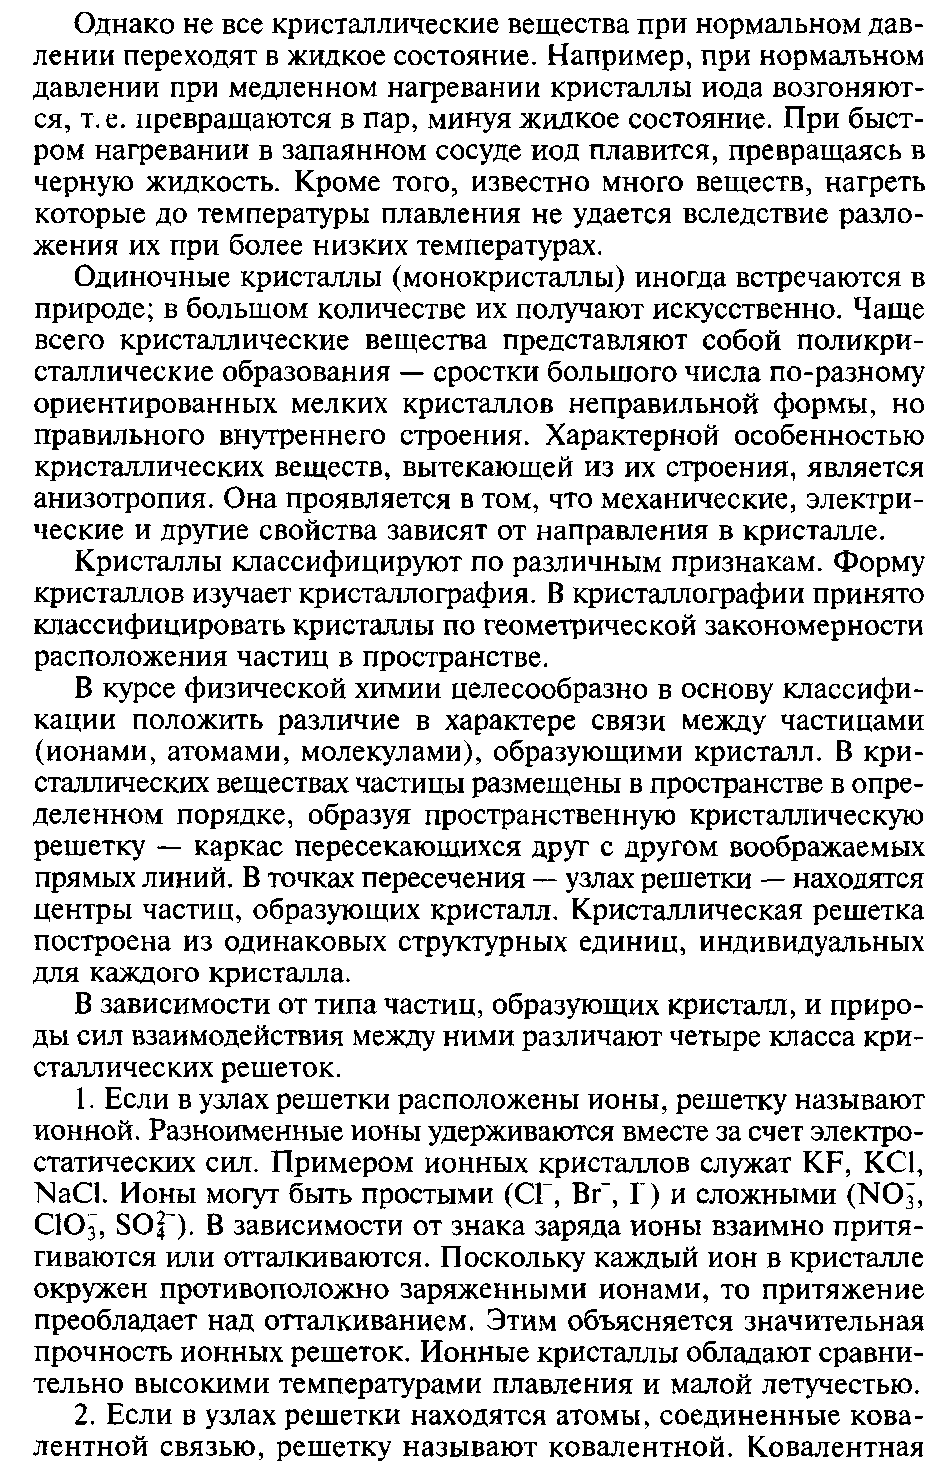 Однако не все кристаллические вещества при нормальном дав-
лении переходят в жидкое состояние. Например, при нормальном
давлении при медленном нагревании кристаллы иода возгоняют-
ся, т.е. превращаются в пар, минуя жидкое состояние. При быст-
ром нагревании в запаянном сосуде иод плавится, превращаясь в
черную жидкость. Кроме того, известно много веществ, нагреть
которые до температуры плавления не удается вследствие разло-
жения их при более низких температурах.
Одиночные кристаллы (монокристаллы) иногда встречаются в
природе; в большом количестве их получают искусственно. Чаще
всего кристаллические вещества представляют собой поликри-
сталлические образования — сростки большого числа по-разному
ориентированных мелких кристаллов неправильной формы, но
правильного внутреннего строения. Характерной особенностью
кристаллических веществ, вытекающей из их строения, является
анизотропия. Она проявляется в том, что механические, электри-
ческие и другие свойства зависят от направления в кристалле.
Кристаллы классифицируют по различным признакам. Форму
кристаллов изучает кристаллография. В кристаллографии принято
классифицировать кристаллы по геометрической закономерности
расположения частиц в пространстве.
В курсе физической химии целесообразно в основу классифи-
кации положить различие в характере связи между частицами
(ионами, атомами, молекулами), образующими кристалл. В кри-
сталлических веществах частицы размещены в пространстве в опре-
деленном порядке, образуя пространственную кристаллическую
решетку — каркас пересекающихся друг с другом воображаемых
прямых линий. В точках пересечения — узлах решетки — находятся
центры частиц, образующих кристалл. Кристаллическая решетка
построена из одинаковых структурных единиц, индивидуальных
для каждого кристалла.
В зависимости от типа частиц, образующих кристалл, и приро-
ды сил взаимодействия между ними различают четыре класса кри-
сталлических решеток.
1. Если в узлах решетки расположены ионы, решетку называют
ионной. Разноименные ионы удерживаются вместе за счет электро-
статических сил. Примером ионных кристаллов служат KF, KCl,
NaCl. Ионы могут быть простыми (Cl⁻, Br⁻, I⁻) и сложными (NO₃⁻,
ClO₃⁻, SO₄²⁻). В зависимости от знака заряда ионы взаимно притя-
гиваются или отталкиваются. Поскольку каждый ион в кристалле
окружен противоположно заряженными ионами, то притяжение
преобладает над отталкиванием. Этим объясняется значительная
прочность ионных решеток. Ионные кристаллы обладают сравни-
тельно высокими температурами плавления и малой летучестью.
2. Если в узлах решетки находятся атомы, соединенные кова-
лентной связью, решетку называют ковалентной. Ковалентная